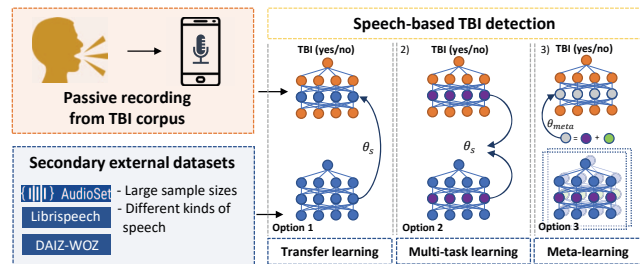 Speech-based TBI detection
Passive recording
from TBI corpus
Secondary external datasets
{|||} AudioSet
Librispeech
DAIZ-WOZ
- Large sample sizes
- Different kinds of
speech
TBI (yes/no)
θs
Option 1
Transfer learning
2)
TBI (yes/no)
θs
Option 2
Multi-task learning
3)
TBI (yes/no)
θmeta
= +
Option 3
Meta-learning